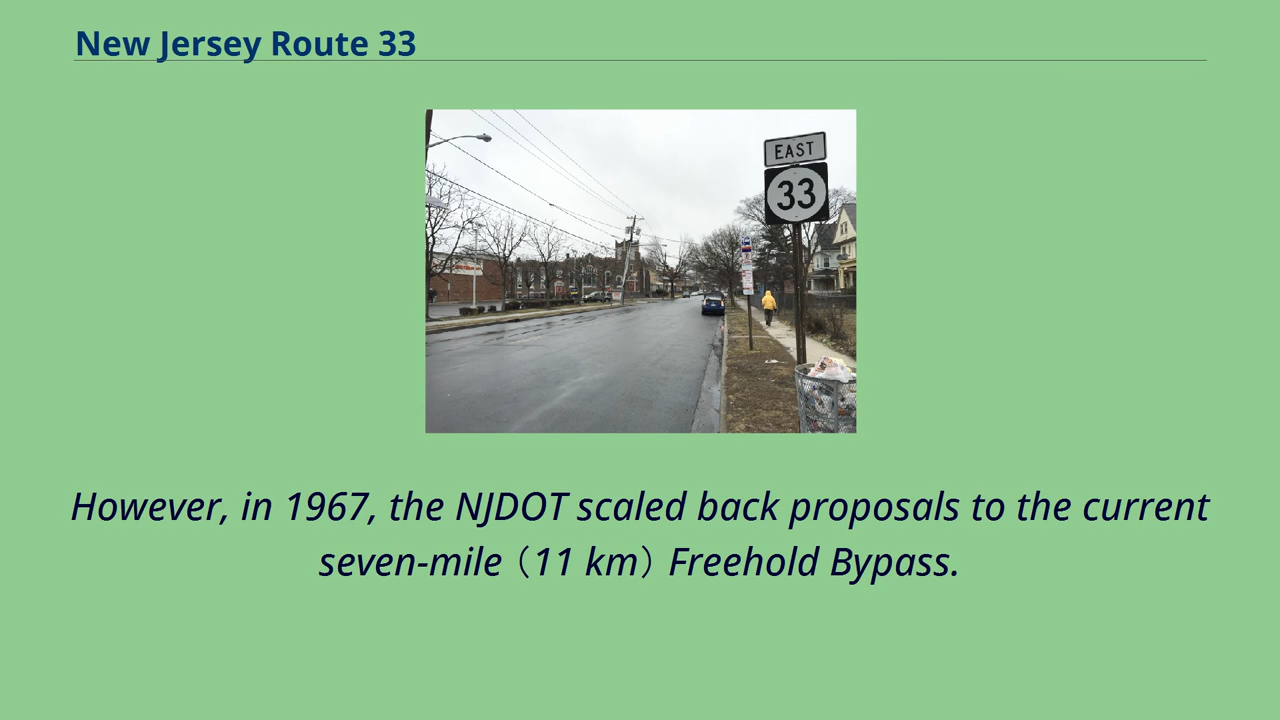 New Jersey Route 33
EAST
33
However, in 1967, the NJDOT scaled back proposals to the current
seven-mile（11 km）Freehold Bypass.